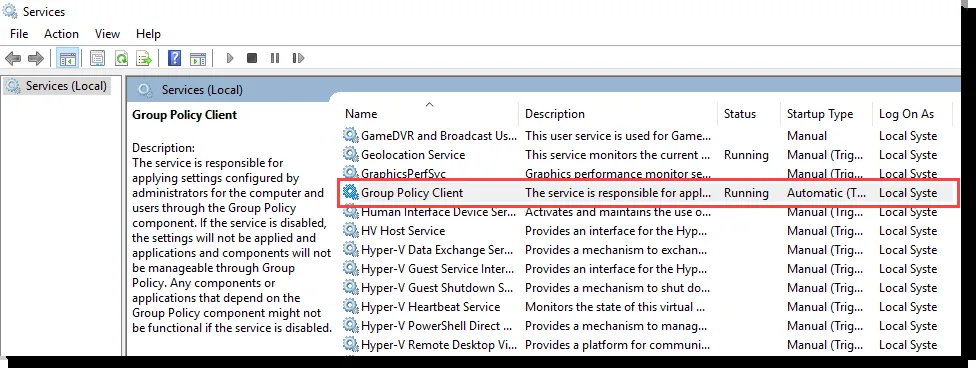 Services
File Action View Help
Services (Local)
Services (Local)
Group Policy Client
Description:
The service is responsible for
applying settings configured by
administrators for the computer and
users through the Group Policy
component. If the service is disabled,
the settings will not be applied and
applications and components will not
be manageable through Group
Policy. Any components or
applications that depend on the
Group Policy component might not
be functional if the service is disabled.
Name Description Status Startup Type Log On As
GameDVR and Broadcast Us... This user service is used for Game... Manual Local Syste
Geolocation Service This service monitors the current ... Running Manual (Trig... Local Syste
GraphicsPerfSvc Graphics performance monitor se... Manual (Trig... Local Syste
Group Policy Client The service is responsible for appl... Running Automatic (T... Local Syste
Human Interface Device Ser... Activates and maintains the use o... Manual (Trig... Local Syste
HV Host Service Provides an interface for the Hyp... Manual (Trig... Local Syste
Hyper-V Data Exchange Ser... Provides a mechanism to exchan... Manual (Trig... Local Syste
Hyper-V Guest Service Inter... Provides an interface for the Hyp... Manual (Trig... Local Syste
Hyper-V Guest Shutdown S... Provides a mechanism to shut do... Manual (Trig... Local Syste
Hyper-V Heartbeat Service Monitors the state of this virtual ... Manual (Trig... Local Syste
Hyper-V PowerShell Direct ... Provides a mechanism to manag... Manual (Trig... Local Syste
Hyper-V Remote Desktop Vi... Provides a platform for communi... Manual (Trig... Local Syste